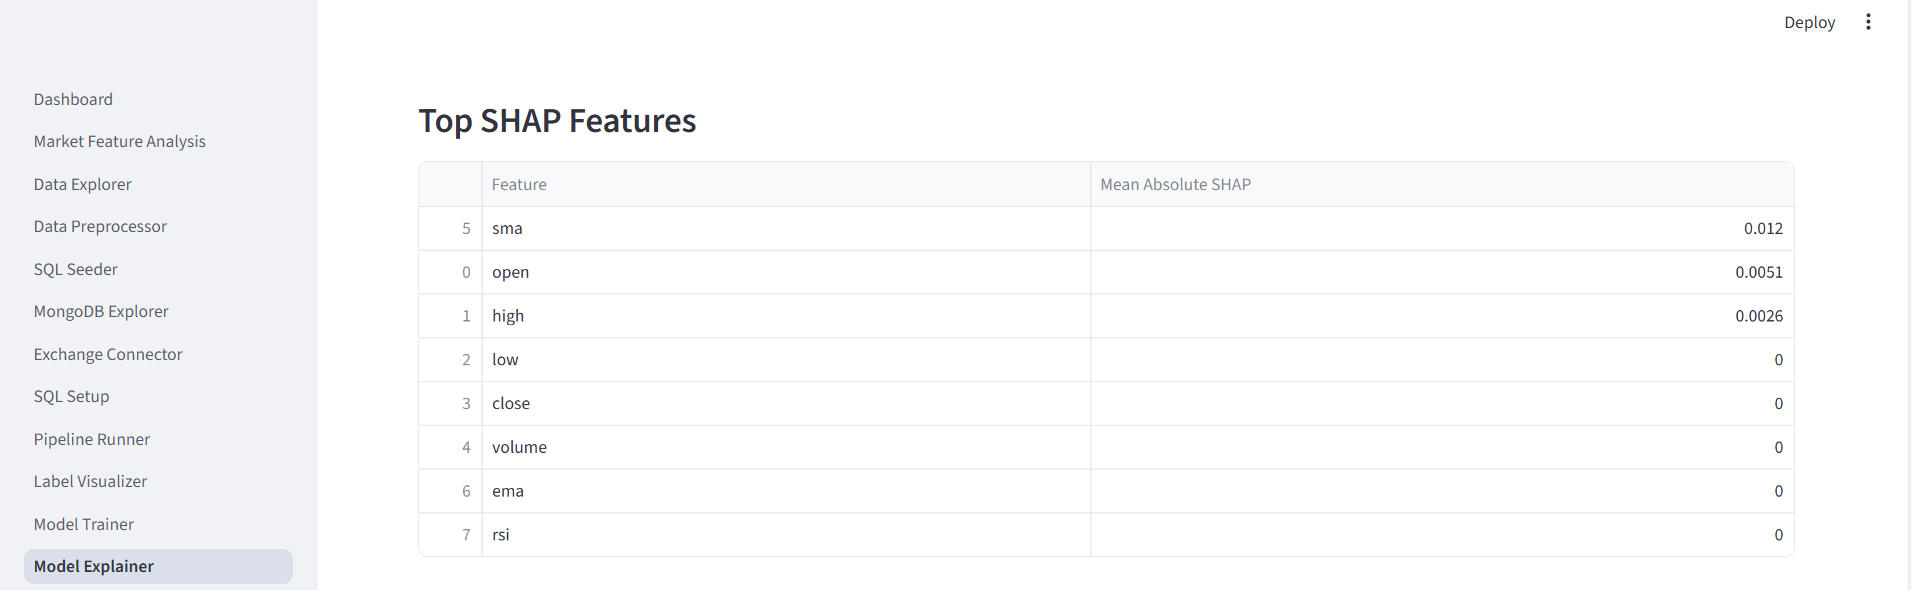 Deploy
Dashboard
Market Feature Analysis
Data Explorer
Data Preprocessor
SQL Seeder
MongoDB Explorer
Exchange Connector
SQL Setup
Pipeline Runner
Label Visualizer
Model Trainer
Model Explainer
Top SHAP Features
Feature Mean Absolute SHAP
5 sma 0.012
0 open 0.0051
1 high 0.0026
2 low 0
3 close 0
4 volume 0
6 ema 0
7 rsi 0